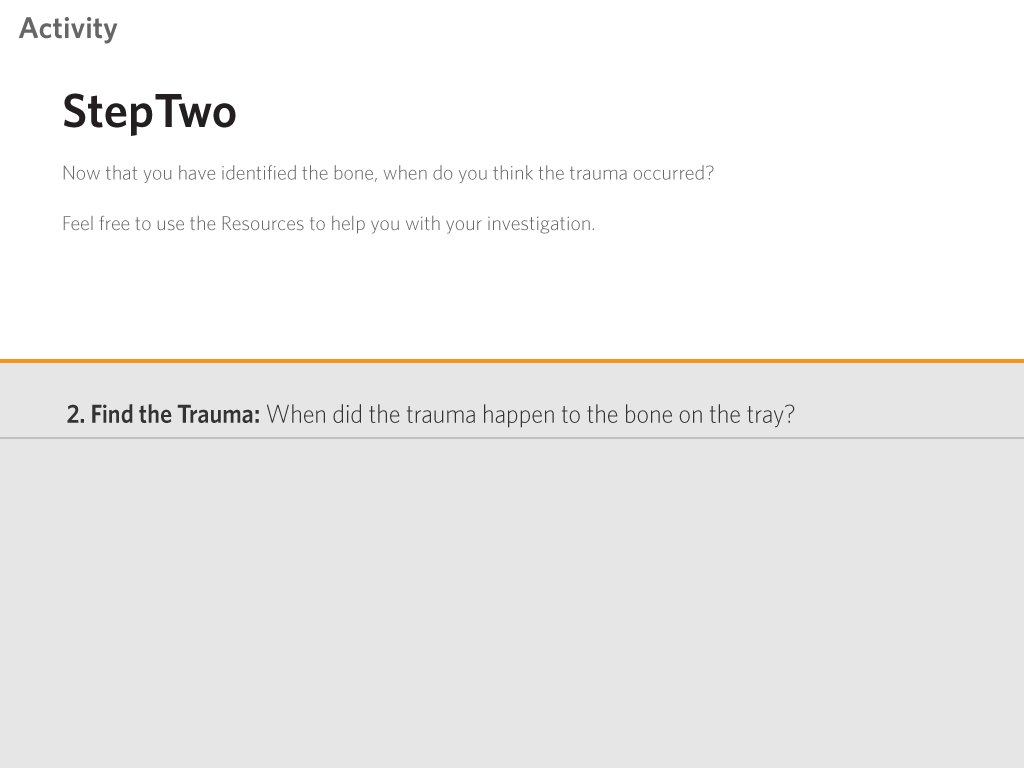 Activity
Step Two
Now that you have identified the bone, when do you think the trauma occurred?
Feel free to use the Resources to help you with your investigation.
2. Find the Trauma: When did the trauma happen to the bone on the tray?